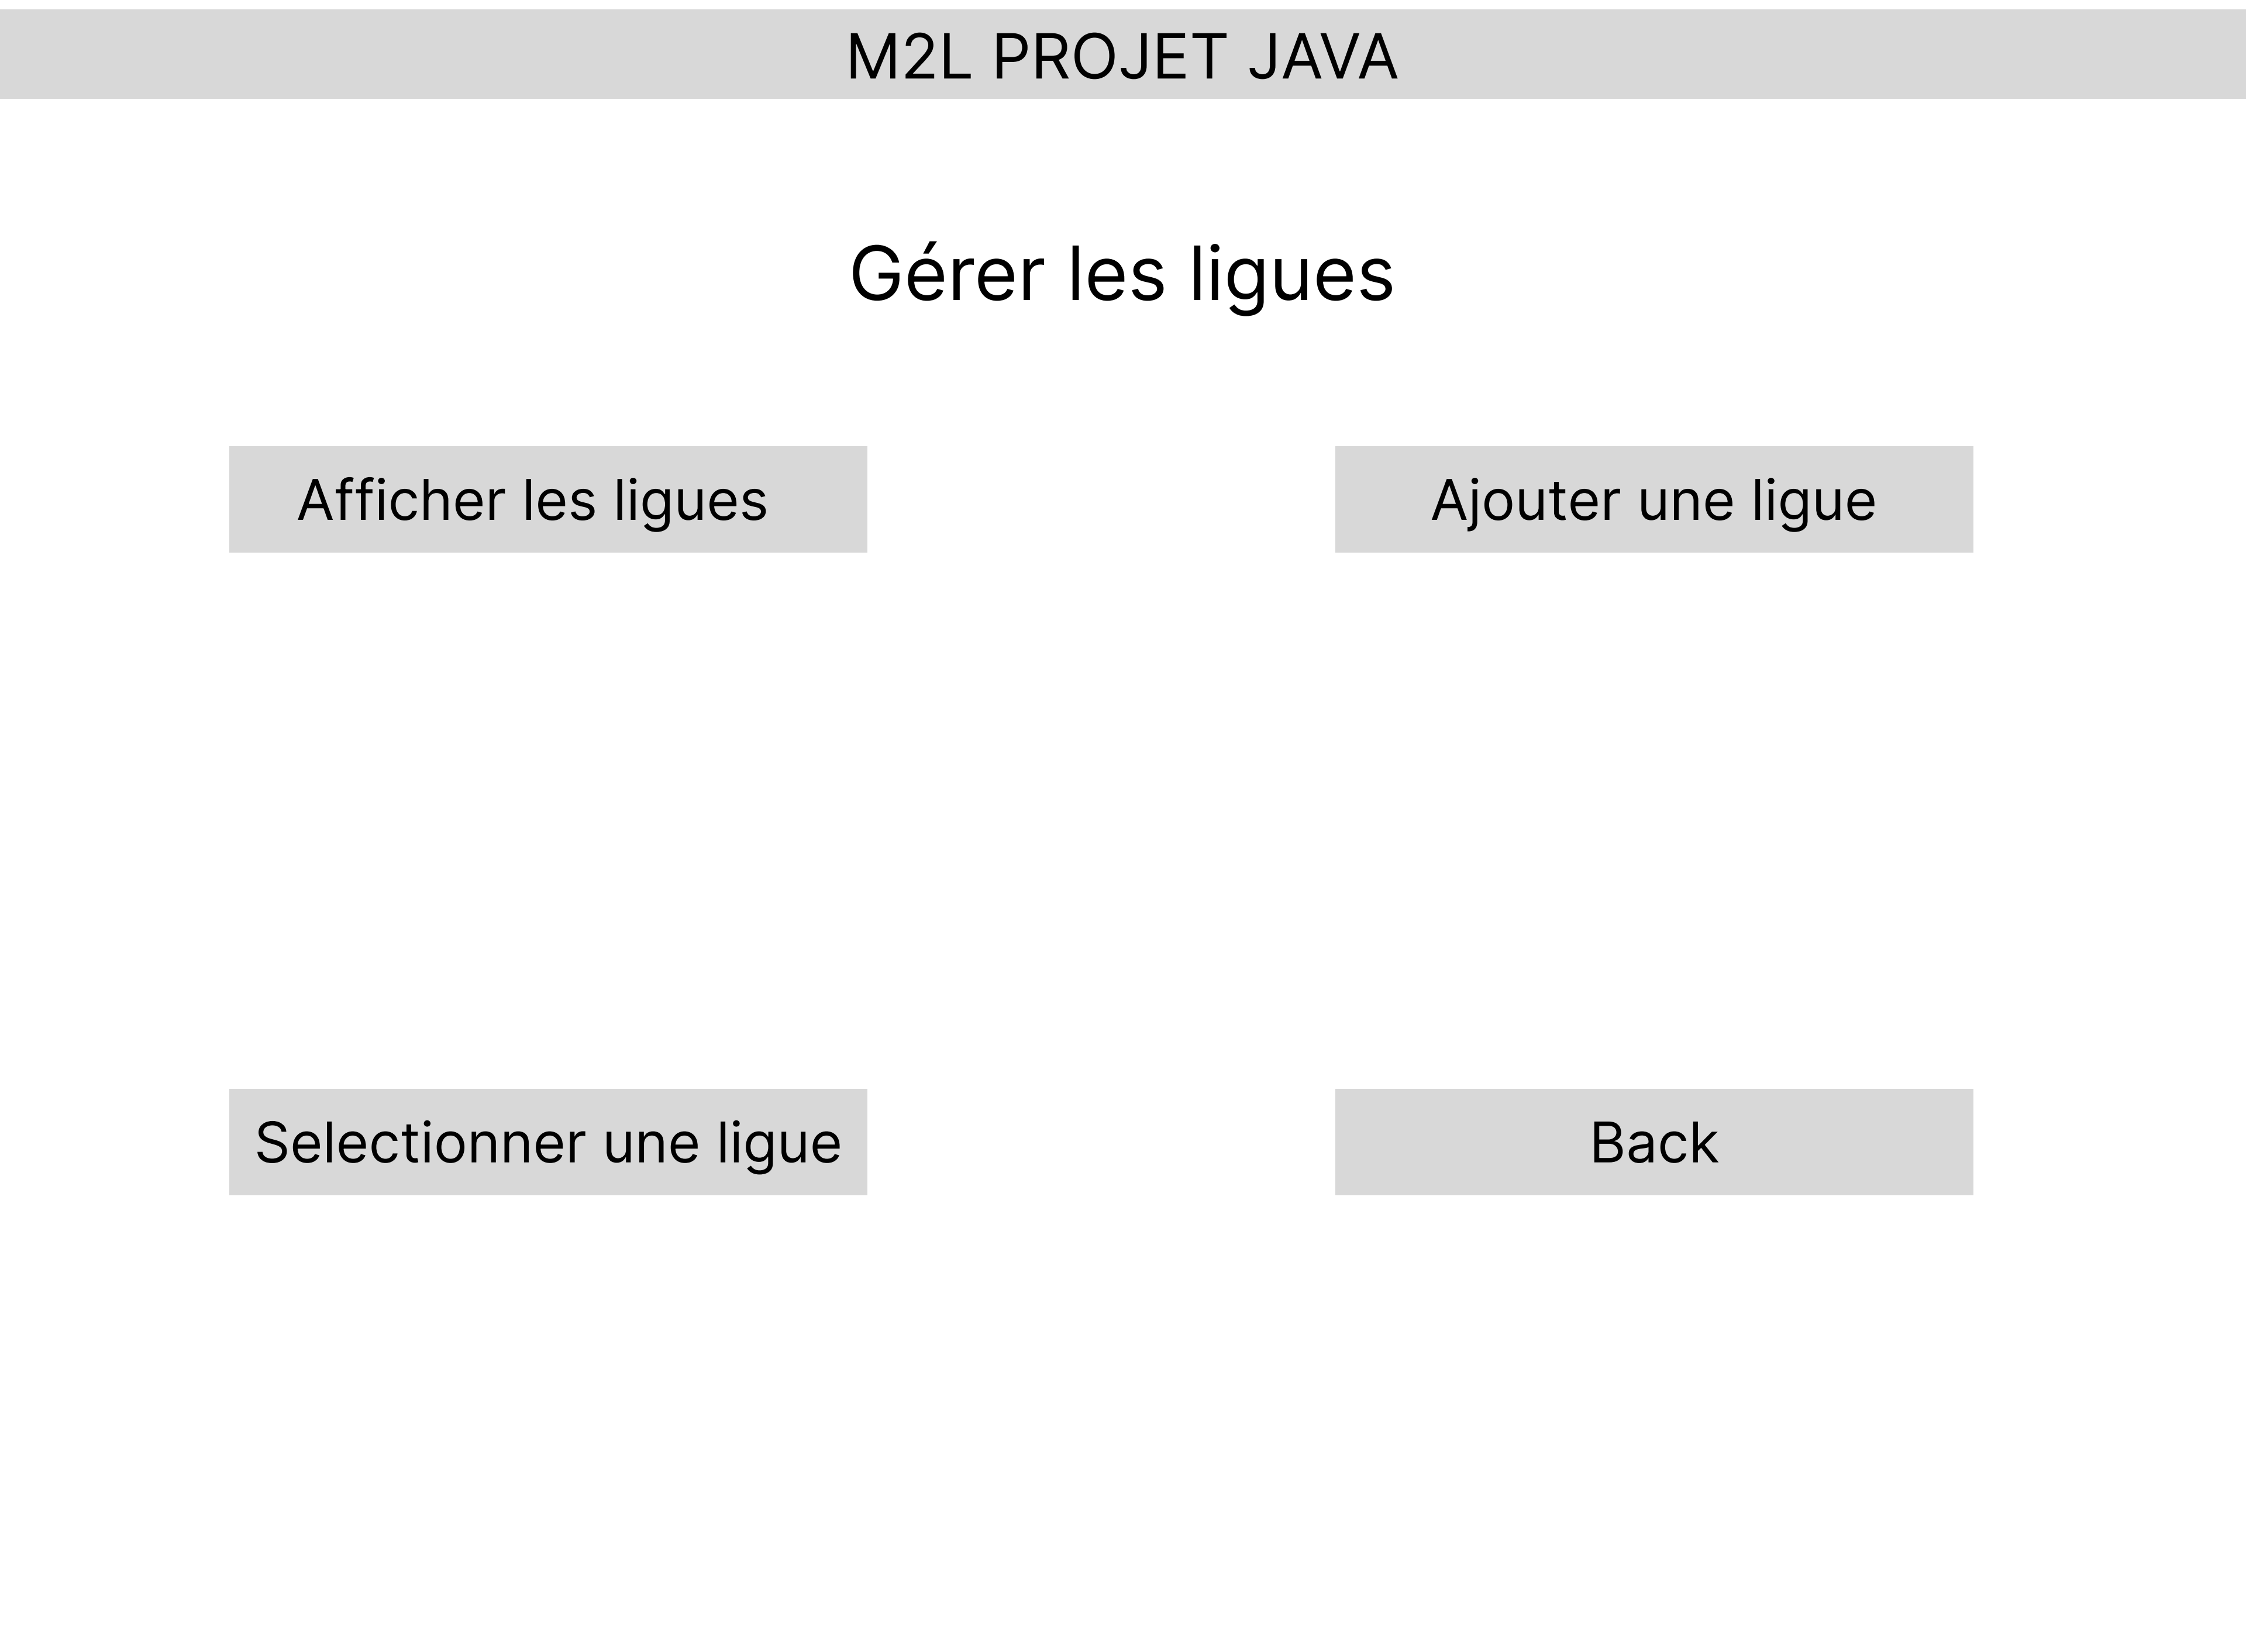 M2L PROJET JAVA
Gérer les ligues
Afficher les ligues
Ajouter une ligue
Selectionner une ligue
Back